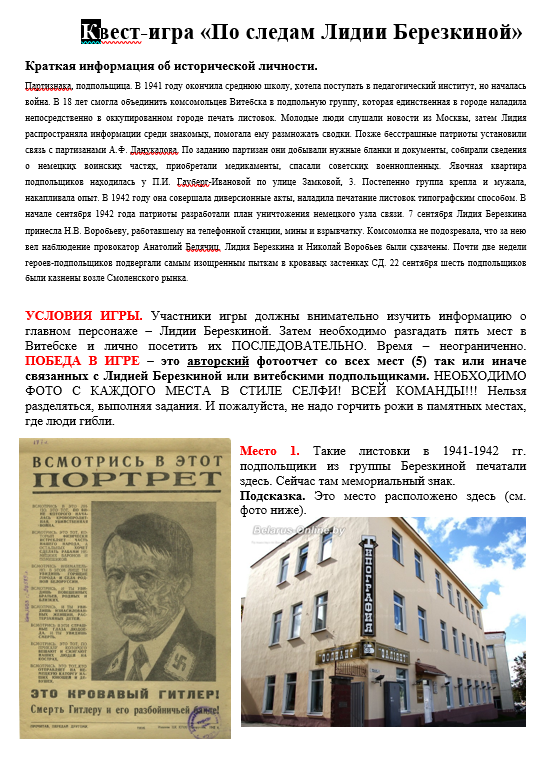 Квест-игра «По следам Лидии Березкиной»
Краткая информация об исторической личности.
Партизнака, подпольщица. В 1941 году окончила среднюю школу, хотела поступать в педагогический институт, но началась
война. В 18 лет смогла объединить комсомольцев Витебска в подпольную группу, которая единственная в городе наладила
непосредственно в оккупированном городе печать листовок. Молодые люди слушали новости из Москвы, затем Лидия
распространяла информации среди знакомых, помогала ему размножать сводки. Позже бесстрашные патриоты установили
связь с партизанами А.Ф. Данукалова. По заданию партизан они добывали нужные бланки и документы, собирали сведения
о немецких воинских частях, приобретали медикаменты, спасали советских военнопленных. Явочная квартира
подпольщиков находилась у П.И. Гауберг-Ивановой по улице Замковой, 3. Постепенно группа крепла и мужала,
накапливала опыт. В 1942 году она совершала диверсионные акты, наладила печатание листовок типографским способом. В
начале сентября 1942 года патриоты разработали план уничтожения немецкого узла связи. 7 сентября Лидия Березкина
принесла Н.В. Воробьеву, работавшему на телефонной станции, мины и взрывчатку. Комсомолка не подозревала, что за нею
вел наблюдение провокатор Анатолий Белячиц. Лидия Березкина и Николай Воробьев были схвачены. Почти две недели
героев-подпольщиков подвергали самым изощренным пыткам в кровавых застенках СД. 22 сентября шесть подпольщиков
были казнены возле Смоленского рынка.
УСЛОВИЯ ИГРЫ. Участники игры должны внимательно изучить информацию о
главном персонаже – Лидии Березкиной. Затем необходимо разгадать пять мест в
Витебске и лично посетить их ПОСЛЕДОВАТЕЛЬНО. Время – неограниченно.
ПОБЕДА В ИГРЕ – это авторский фотоотчет со всех мест (5) так или иначе
связанных с Лидией Березкиной или витебскими подпольщиками. НЕОБХОДИМО
ФОТО С КАЖДОГО МЕСТА В СТИЛЕ СЕЛФИ! ВСЕЙ КОМАНДЫ!!! Нельзя
разделяться, выполняя задания. И пожалуйста, не надо горчить рожи в памятных местах,
где люди гибли.
ВСМОТРИСЬ В ЭТОТ
ПОРТРЕТ
ЭТО КРОВАВЫЙ ГИТЛЕР!
Смерть Гитлеру и его разбойничьей банде!
Место 1. Такие листовки в 1941-1942 гг.
подпольщики из группы Березкиной печатали
здесь. Сейчас там мемориальный знак.
Подсказка. Это место расположено здесь (см.
фото ниже).
Belarus-Online.by
ТИПОГРАФИЯ